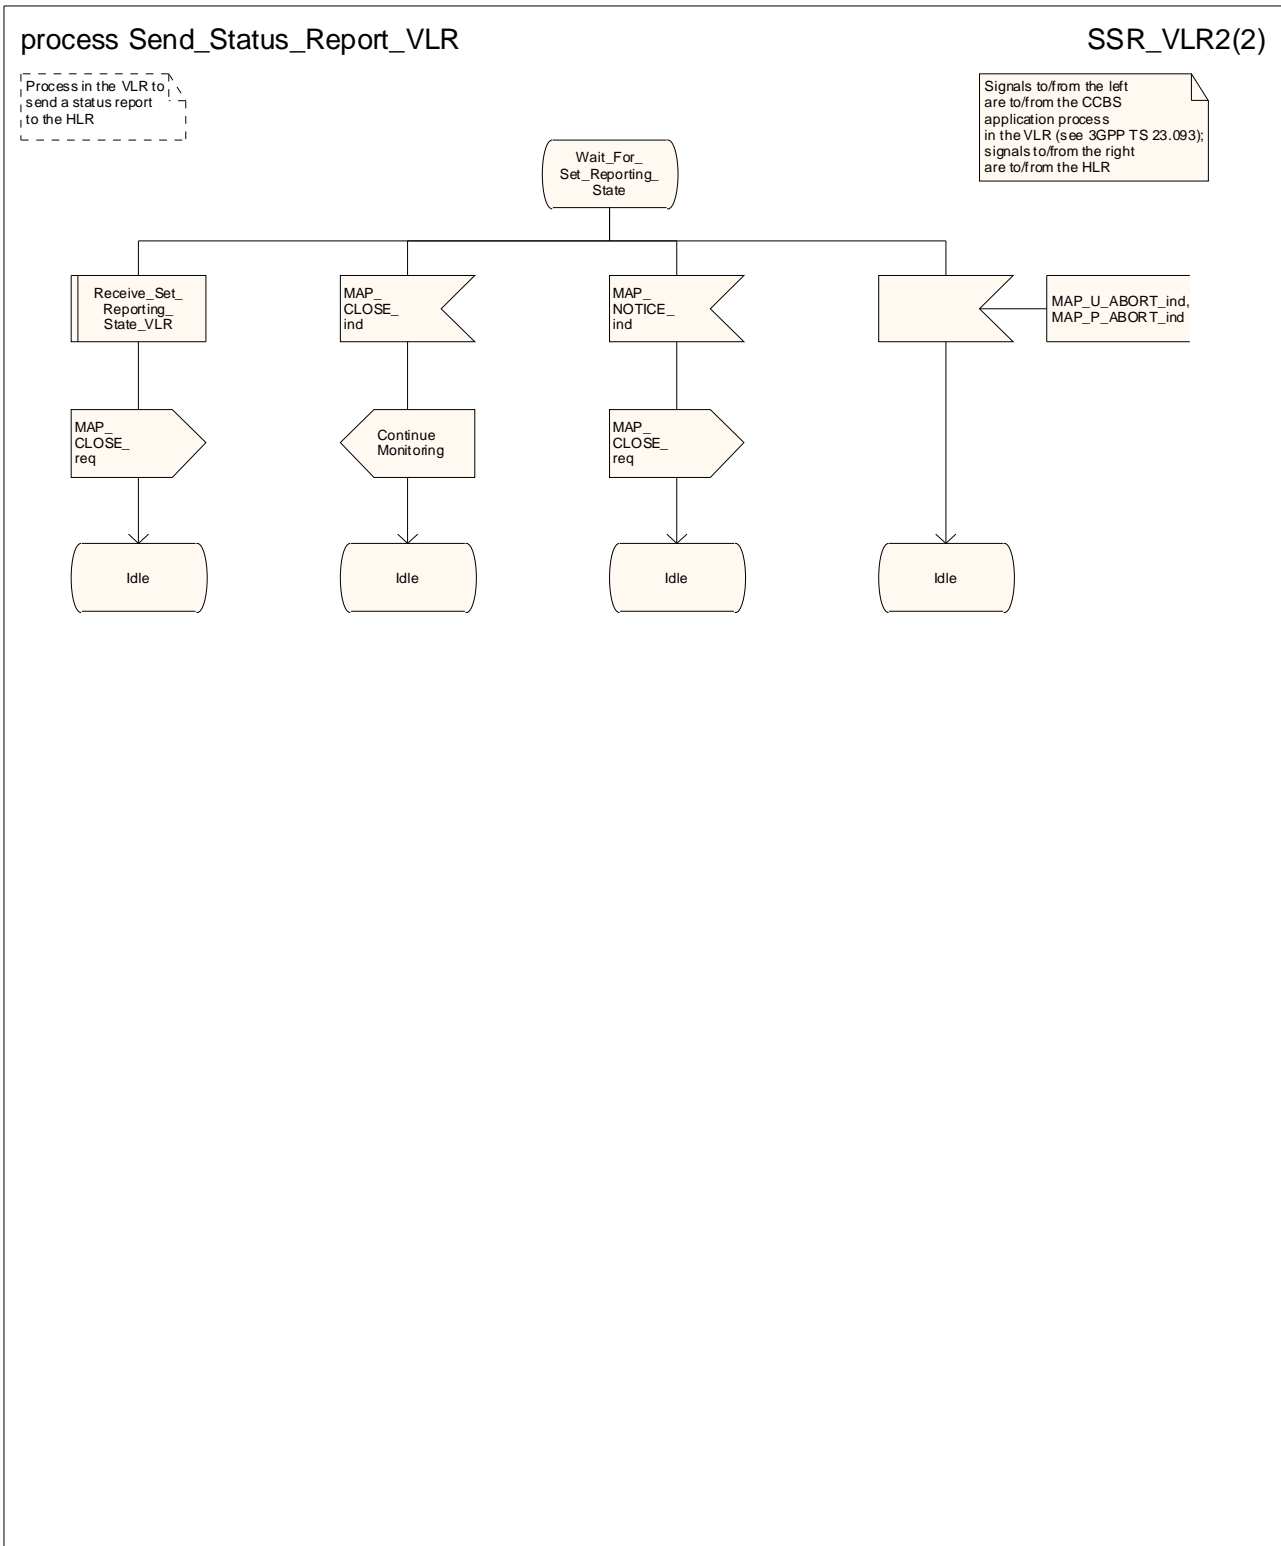 process Send_Status_Report_VLR
SSR_VLR2(2)
Process in the VLR to
send a status report
to the HLR
Signals to/from the left
are to/from the CCBS
application process
in the VLR (see 3GPP TS 23.093);
signals to/from the right
are to/from the HLR
Wait_For_
Set_Reporting_
State
Receive_Set_
Reporting_
State_VLR
MAP_
CLOSE_
ind
MAP_
NOTICE_
ind
MAP_U_ABORT_ind,
MAP_P_ABORT_ind
MAP_
CLOSE_
req
Continue
Monitoring
MAP_
CLOSE_
req
Idle
Idle
Idle
Idle